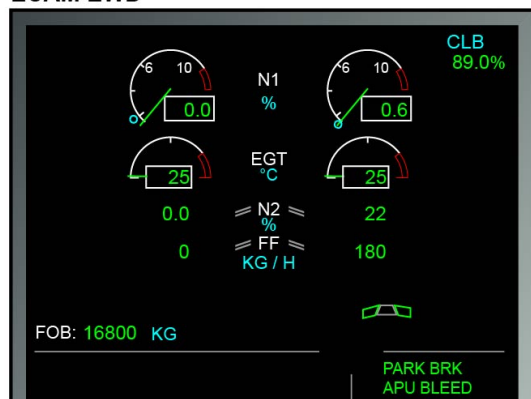 CLB
89.0%
6 10 N1 6 10
0.0 % 0.6
EGT
25 °C 25
0.0 N2 22
%
0 FF 180
KG / H
FOB: 16800 KG
PARK BRK
APU BLEED